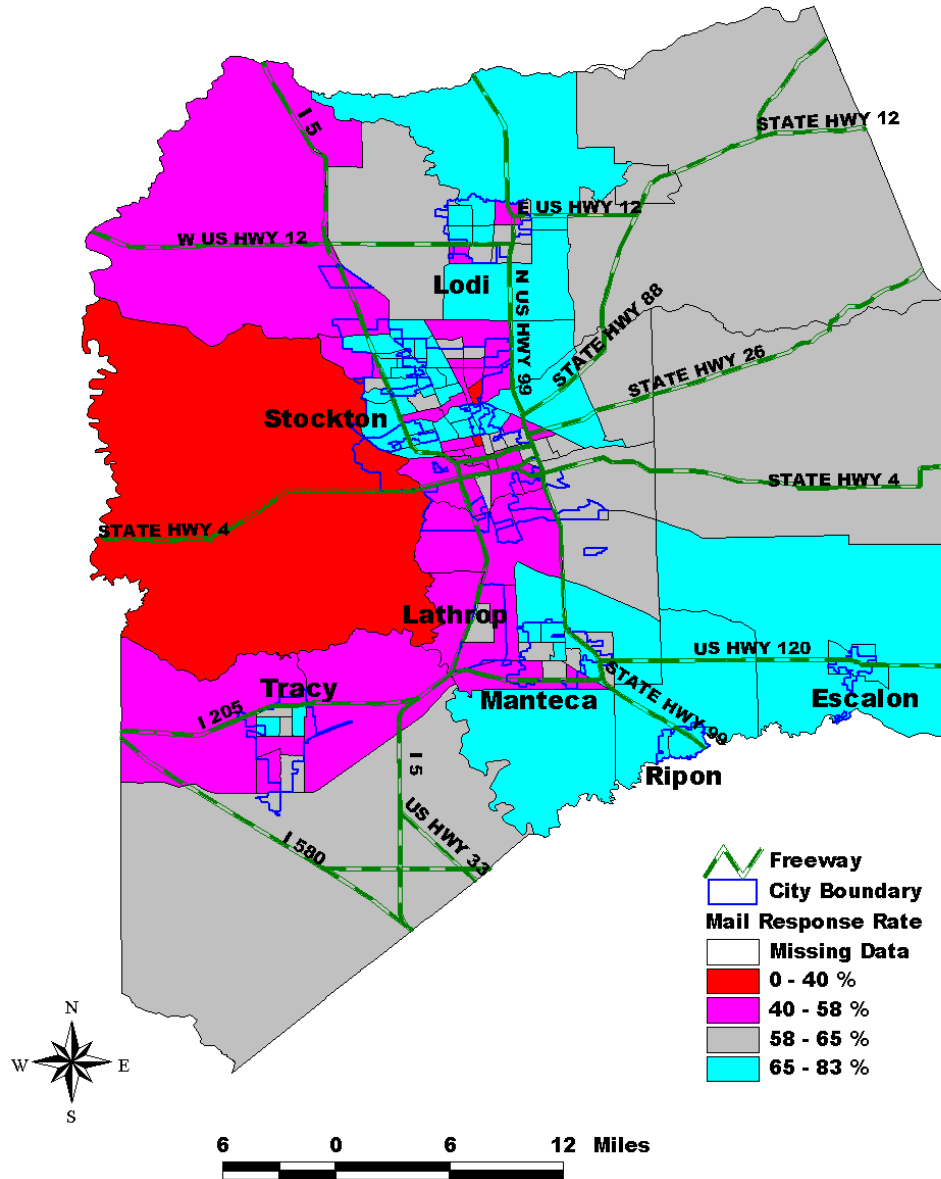 I 5
STATE HWY 12
E US HWY 12
W US HWY 12
Lodi
N US HWY 99
STATE HWY 88
STATE HWY 26
Stockton
STATE HWY 4
STATE HWY 4
Lathrop
US HWY 120
Tracy
Manteca
Escalon
I 205
STATE HWY 99
I 5
Ripon
US HWY 33
I 580
Freeway
City Boundary
Mail Response Rate
Missing Data
0 - 40 %
40 - 58 %
58 - 65 %
65 - 83 %
N
W E
S
6 0 6 12 Miles